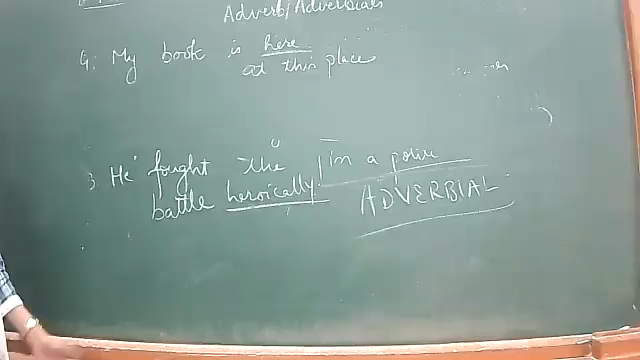 Adverb/Adverbials
4: My book is here
at this place
3. He fought the
battle heroically.
in a polite
ADVERBIAL